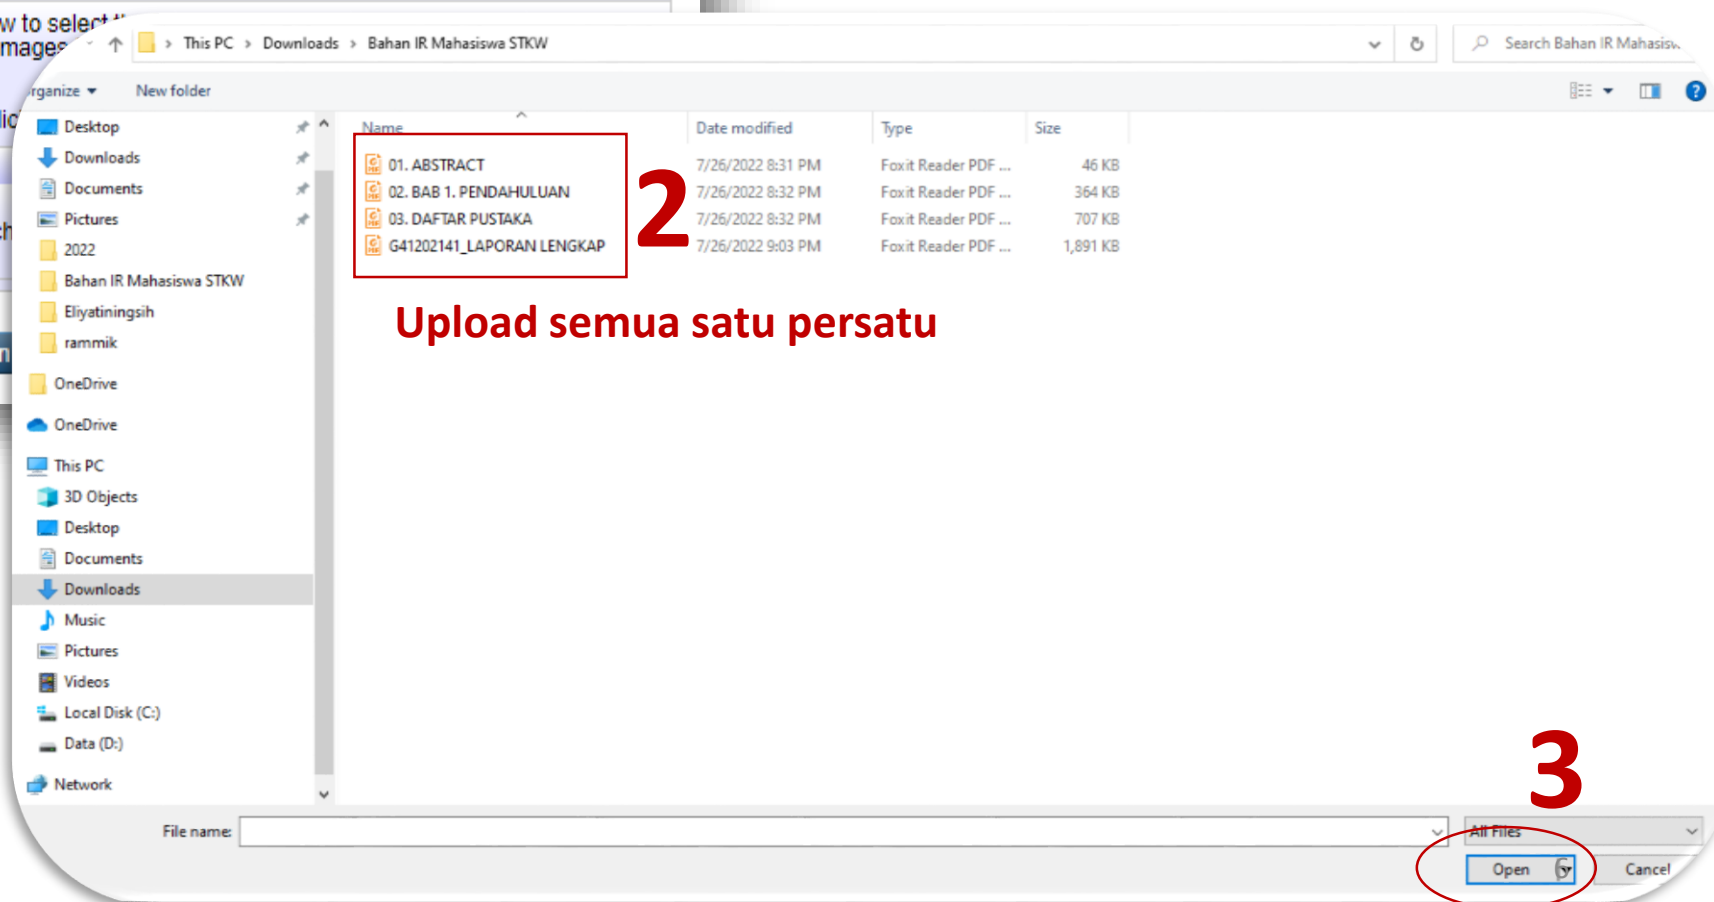 w to select
mages
This PC > Downloads > Bahan IR Mahasiswa STKW
Search Bahan IR
New folder
Name Date modified Type Size
01. ABSTRACT 7/26/2022 8:31 PM Foxit Reader PDF ... 46 KB
02. BAB 1. PENDAHULUAN 7/26/2022 8:32 PM Foxit Reader PDF ... 364 KB
03. DAFTAR PUSTAKA 7/26/2022 8:32 PM Foxit Reader PDF ... 707 KB
G41202141_LAPORAN LENGKAP 7/26/2022 9:03 PM Foxit Reader PDF ... 1,891 KB
2
Upload semua satu persatu
Desktop
Downloads
Documents
Pictures
2022
Bahan IR Mahasiswa STKW
Eliyatiningsih
rammik
OneDrive
OneDrive
This PC
3D Objects
Desktop
Documents
Downloads
Music
Pictures
Videos
Local Disk (C:)
Data (D:)
Network
3
File name:
All Files
Open
6
Cancel